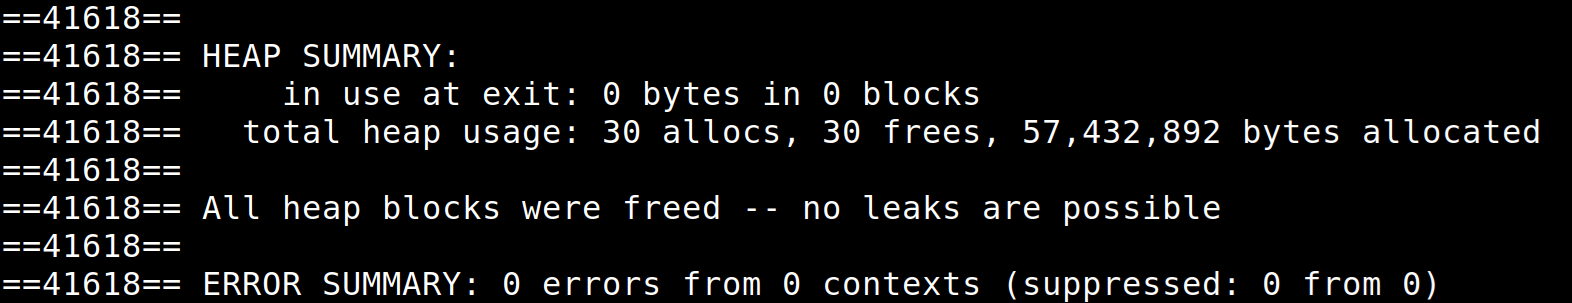 ==41618==
==41618== HEAP SUMMARY:
==41618==     in use at exit: 0 bytes in 0 blocks
==41618==   total heap usage: 30 allocs, 30 frees, 57,432,892 bytes allocated
==41618==
==41618== All heap blocks were freed -- no leaks are possible
==41618==
==41618== ERROR SUMMARY: 0 errors from 0 contexts (suppressed: 0 from 0)